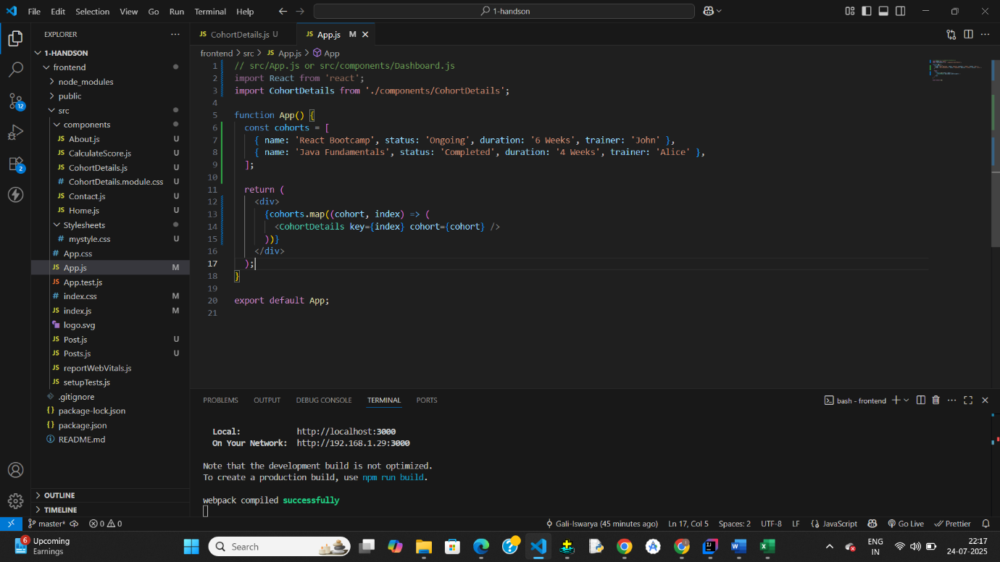 File Edit Selection View Go Run Terminal Help
1-handson
EXPLORER
1-HANDSON
frontend
node_modules
public
src
components
About.js U
CalculateScore.js U
CohortDetails.js U
CohortDetails.module.css U
Contact.js U
Home.js U
Stylesheets
mystyle.css U
App.css
App.js M
App.test.js
index.css M
index.js M
logo.svg
Post.js U
Posts.js U
reportWebVitals.js
setupTests.js
.gitignore
package-lock.json
package.json
README.md
OUTLINE
TIMELINE
12
2
JS CohortDetails.js U
JS App.js M
frontend > src > JS App.js > App
1 // src/App.js or src/components/Dashboard.js
2 import React from 'react';
3 import CohortDetails from './components/CohortDetails';
4
5 function App() {
6 const cohorts = [
7 { name: 'React Bootcamp', status: 'Ongoing', duration: '6 Weeks', trainer: 'John' },
8 { name: 'Java Fundamentals', status: 'Completed', duration: '4 Weeks', trainer: 'Alice' },
9 ];
10
11 return (
12 <div>
13 {cohorts.map((cohort, index) => (
14 <CohortDetails key={index} cohort={cohort} />
15 ))}
16 </div>
17 );
18 }
19
20 export default App;
21
PROBLEMS OUTPUT DEBUG CONSOLE TERMINAL PORTS
bash - frontend
Local: http://localhost:3000
On Your Network: http://192.168.1.29:3000
Note that the development build is not optimized.
To create a production build, use npm run build.
webpack compiled successfully
master* 0 0
Gali-Iswarya (45 minutes ago) Ln 17, Col 5 Spaces: 2 UTF-8 LF {} JavaScript Go Live Prettier
6
Upcoming
Earnings
Search
ENG
IN
22:17
24-07-2025